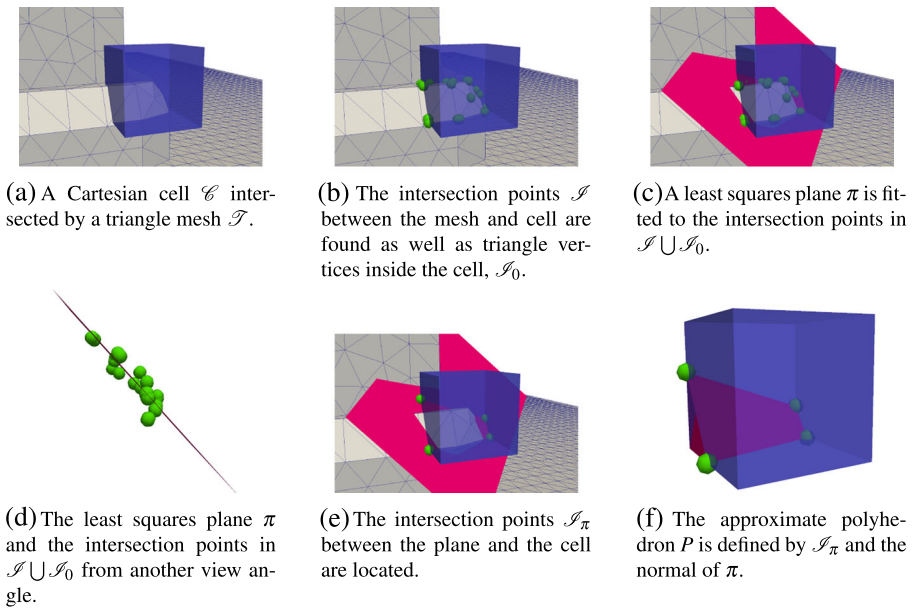 (a) A Cartesian cell 𝒞 inter-
sected by a triangle mesh 𝒯.
(b) The intersection points ℐ
between the mesh and cell are
found as well as triangle ver-
tices inside the cell, ℐ₀.
(c) A least squares plane π is fit-
ted to the intersection points in
ℐ ⋃ ℐ₀.
(d) The least squares plane π
and the intersection points in
ℐ ⋃ ℐ₀ from another view an-
gle.
(e) The intersection points ℐπ
between the plane and the cell
are located.
(f) The approximate polyhe-
dron P is defined by ℐπ and the
normal of π.